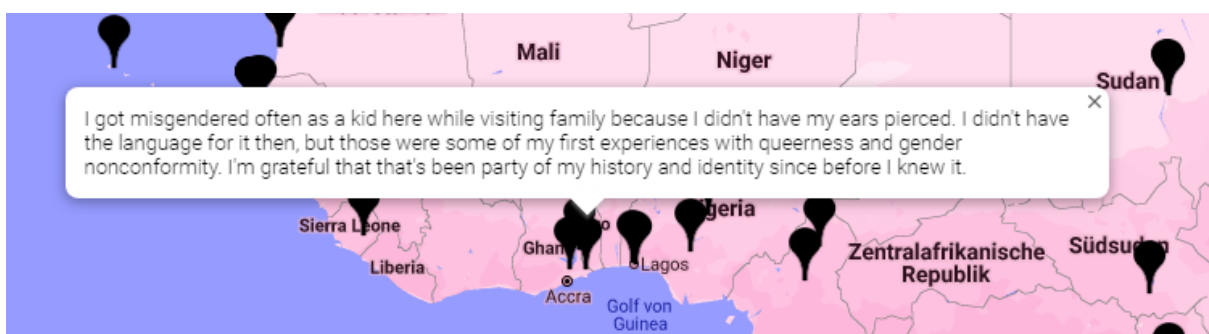 Mali
Niger
Sudan
×
I got misgendered often as a kid here while visiting family because I didn't have my ears pierced. I didn't have
the language for it then, but those were some of my first experiences with queerness and gender
nonconformity. I'm grateful that that's been party of my history and identity since before I knew it.
Sierra Leone
Liberia
Lagos
Accra
Golf von
Guinea
Zentralafrikanische
Republik